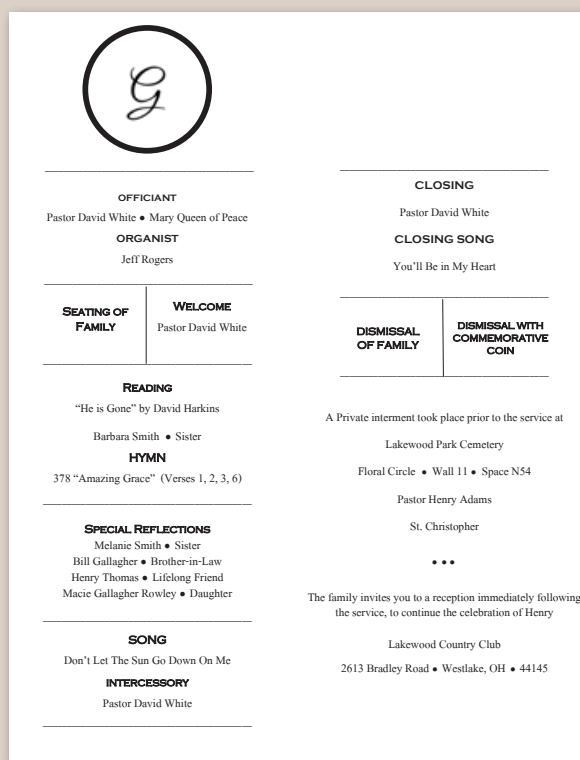 G
OFFICIANT
Pastor David White • Mary Queen of Peace
ORGANIST
Jeff Rogers
SEATING OF
FAMILY
WELCOME
Pastor David White
READING
“He is Gone” by David Harkins
Barbara Smith • Sister
HYMN
378 “Amazing Grace” (Verses 1, 2, 3, 6)
SPECIAL REFLECTIONS
Melanie Smith • Sister
Bill Gallagher • Brother-in-Law
Henry Thomas • Lifelong Friend
Macie Gallagher Rowley • Daughter
SONG
Don’t Let The Sun Go Down On Me
INTERCESSORY
Pastor David White
CLOSING
Pastor David White
CLOSING SONG
You’ll Be in My Heart
DISMISSAL
OF FAMILY
DISMISSAL WITH
COMMEMORATIVE
COIN
A Private interment took place prior to the service at
Lakewood Park Cemetery
Floral Circle • Wall 11 • Space N54
Pastor Henry Adams
St. Christopher
• • •
The family invites you to a reception immediately following
the service, to continue the celebration of Henry
Lakewood Country Club
2613 Bradley Road • Westlake, OH • 44145